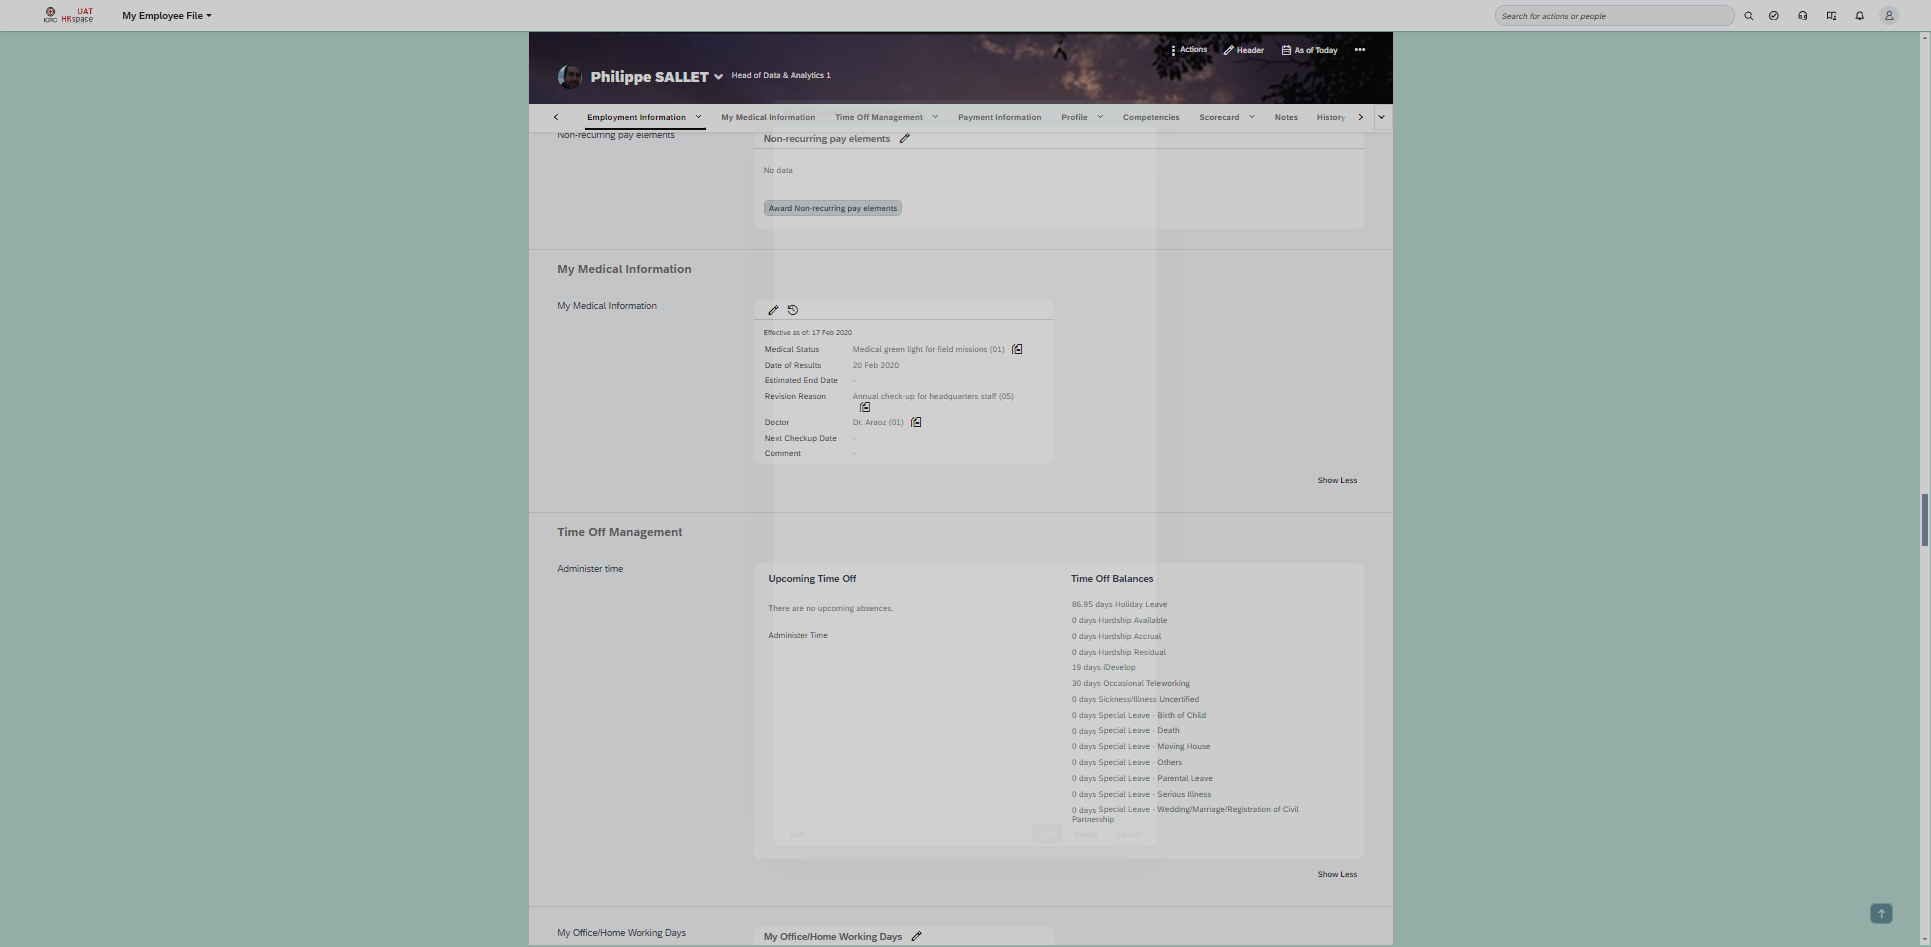 ICRC
UAT
HRspace
My Employee File
Search for actions or people
Actions
Header
As of Today
Philippe SALLET
Head of Data & Analytics 1
Employment Information
My Medical Information
Time Off Management
Payment Information
Profile
Competencies
Scorecard
Notes
History
Non-recurring pay elements
Non-recurring pay elements
No data
Award Non-recurring pay elements
My Medical Information
My Medical Information
Effective as of: 17 Feb 2020
Medical Status Medical green light for field missions (01)
Date of Results 20 Feb 2020
Estimated End Date -
Revision Reason Annual check-up for headquarters staff (05)
Doctor Dr. Araoz (01)
Next Checkup Date -
Comment -
Show Less
Time Off Management
Administer time
Upcoming Time Off
There are no upcoming absences.
Administer Time
Time Off Balances
86.95 days Holiday Leave
0 days Hardship Available
0 days Hardship Accrual
0 days Hardship Residual
19 days iDevelop
30 days Occasional Teleworking
0 days Sickness/Illness Uncertified
0 days Special Leave - Birth of Child
0 days Special Leave - Death
0 days Special Leave - Moving House
0 days Special Leave - Others
0 days Special Leave - Parental Leave
0 days Special Leave - Serious Illness
0 days Special Leave - Wedding/Marriage/Registration of Civil
Partnership
Add
Delete
Cancel
Show Less
My Office/Home Working Days
My Office/Home Working Days